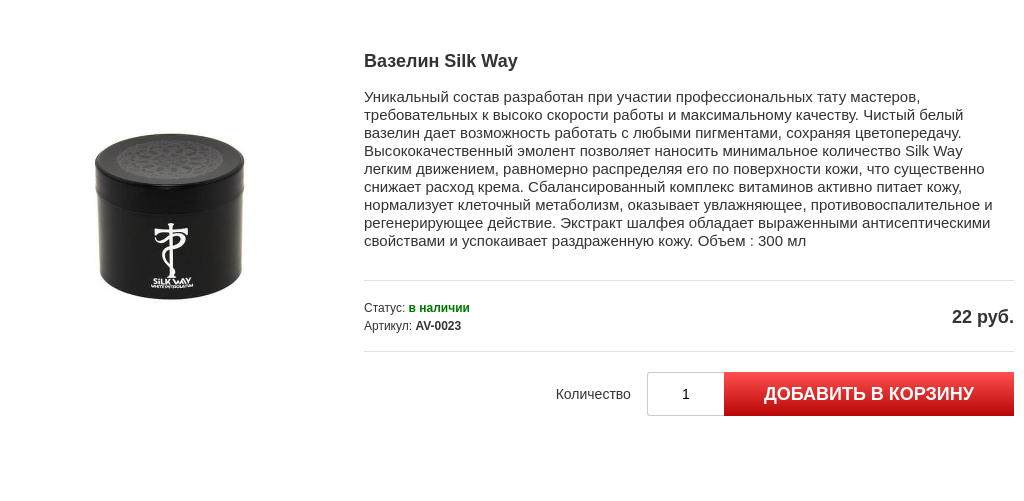 Вазелин Silk Way
Уникальный состав разработан при участии профессиональных тату мастеров,
требовательных к высоко скорости работы и максимальному качеству. Чистый белый
вазелин дает возможность работать с любыми пигментами, сохраняя цветопередачу.
Высококачественный эмолент позволяет наносить минимальное количество Silk Way
легким движением, равномерно распределяя его по поверхности кожи, что существенно
снижает расход крема. Сбалансированный комплекс витаминов активно питает кожу,
нормализует клеточный метаболизм, оказывает увлажняющее, противовоспалительное и
регенерирующее действие. Экстракт шалфея обладает выраженными антисептическими
свойствами и успокаивает раздраженную кожу. Объем : 300 мл
SiLK WAY
WHITE PETROLATUM
Статус: в наличии
Артикул: AV-0023
22 руб.
Количество 1 ДОБАВИТЬ В КОРЗИНУ